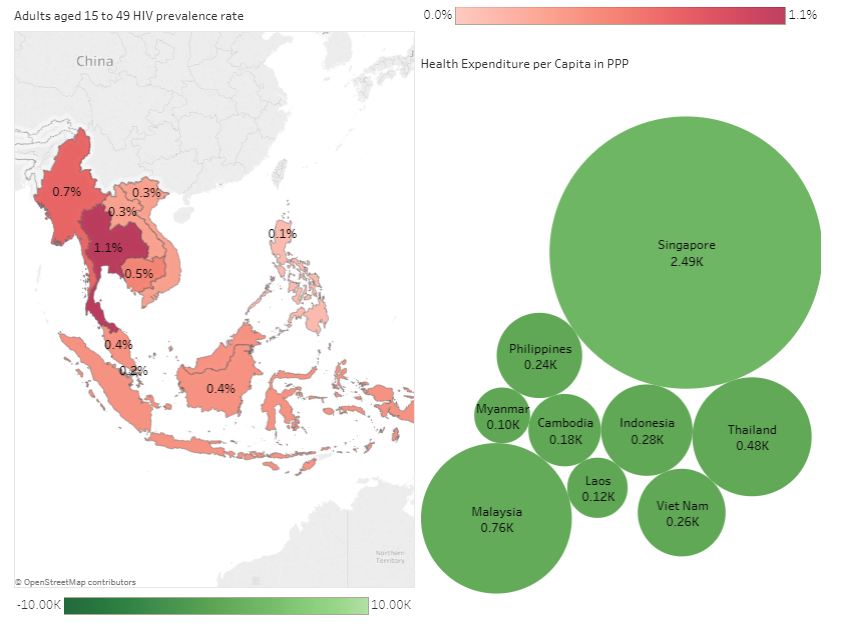 Adults aged 15 to 49 HIV prevalence rate
0.0%
1.1%
China
Health Expenditure per Capita in PPP
0.7%
0.3%
0.3%
1.1%
0.5%
0.1%
0.4%
0.2%
0.4%
Singapore
2.49K
Philippines
0.24K
Myanmar
0.10K
Cambodia
0.18K
Indonesia
0.28K
Thailand
0.48K
Laos
0.12K
Malaysia
0.76K
Viet Nam
0.26K
Northern
Territory
© OpenStreetMap contributors
-10.00K
10.00K